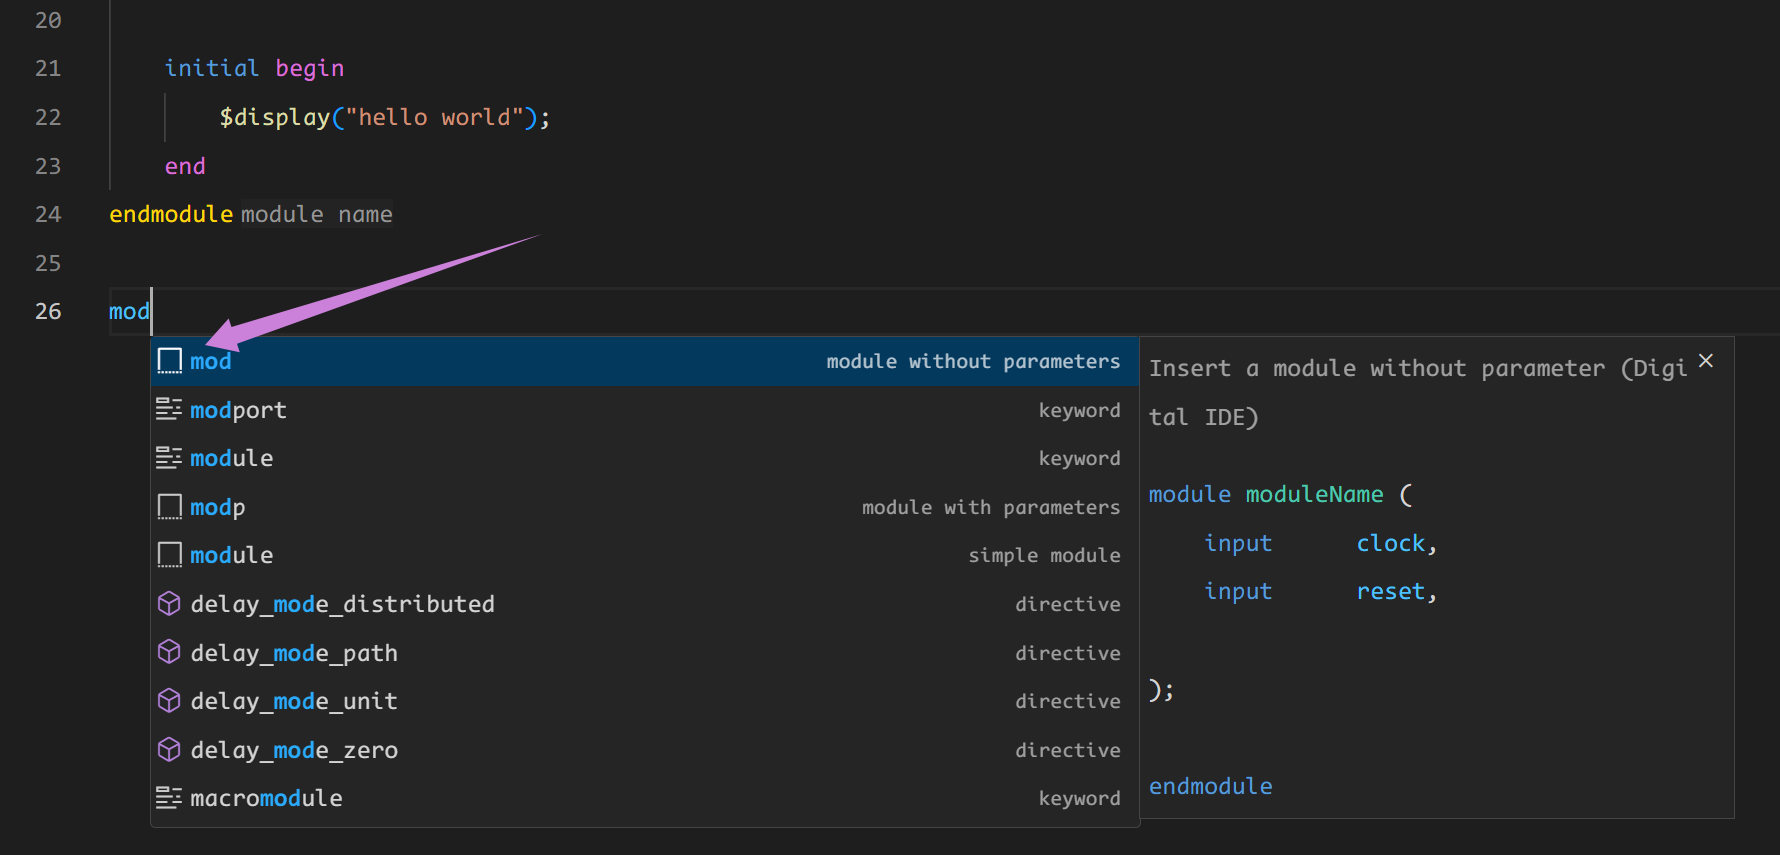 20
21 initial begin
22 $display("hello world");
23 end
24 endmodule module name
25
26 mod
mod module without parameters
modport keyword
module keyword
modp module with parameters
module simple module
delay_mode_distributed directive
delay_mode_path directive
delay_mode_unit directive
delay_mode_zero directive
macromodule keyword
Insert a module without parameter (Digi
tal IDE)
module moduleName (
input clock,
input reset,
);
endmodule